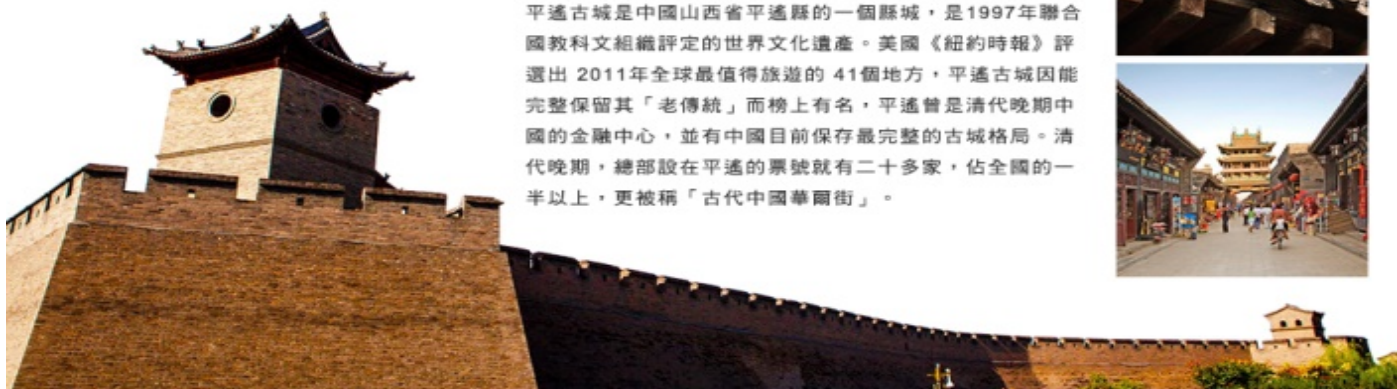 平遙古城是中國山西省平遙縣的一個縣城，是1997年聯合
國教科文組織評定的世界文化遺產。美國《紐約時報》評
選出 2011年全球最值得旅遊的 41個地方，平遙古城因能
完整保留其「老傳統」而榜上有名，平遙曾是清代晚期中
國的金融中心，並有中國目前保存最完整的古城格局。清
代晚期，總部設在平遙的票號就有二十多家，佔全國的一
半以上，更被稱「古代中國華爾街」。